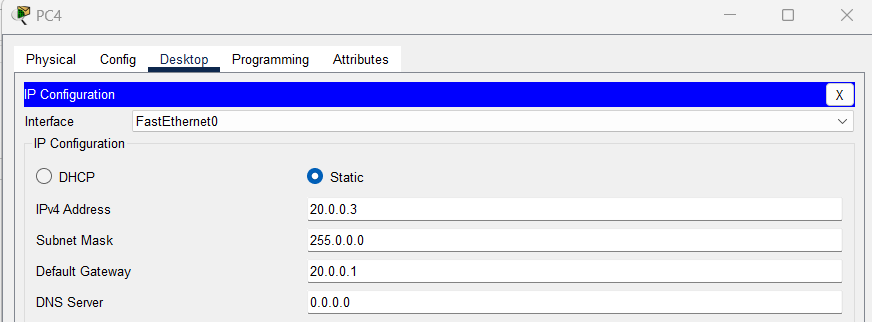 PC4
Physical Config Desktop Programming Attributes
IP Configuration X
Interface FastEthernet0
IP Configuration
DHCP Static
IPv4 Address 20.0.0.3
Subnet Mask 255.0.0.0
Default Gateway 20.0.0.1
DNS Server 0.0.0.0